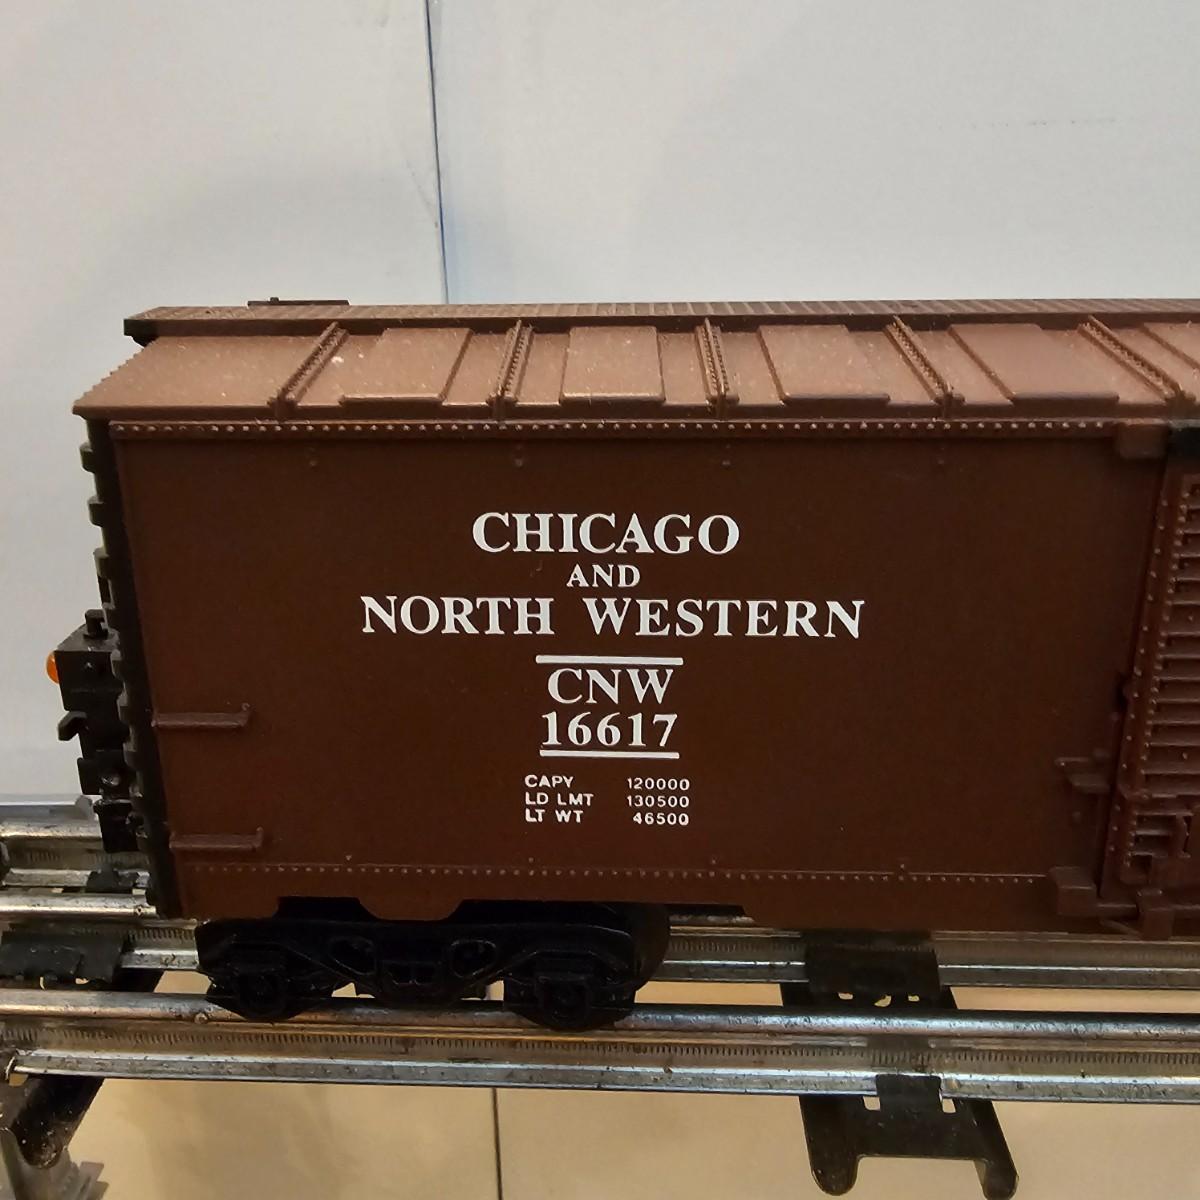 CHICAGO
AND
NORTH WESTERN
CNW
16617
CAPY 120000
LD LMT 130500
LT WT 46500